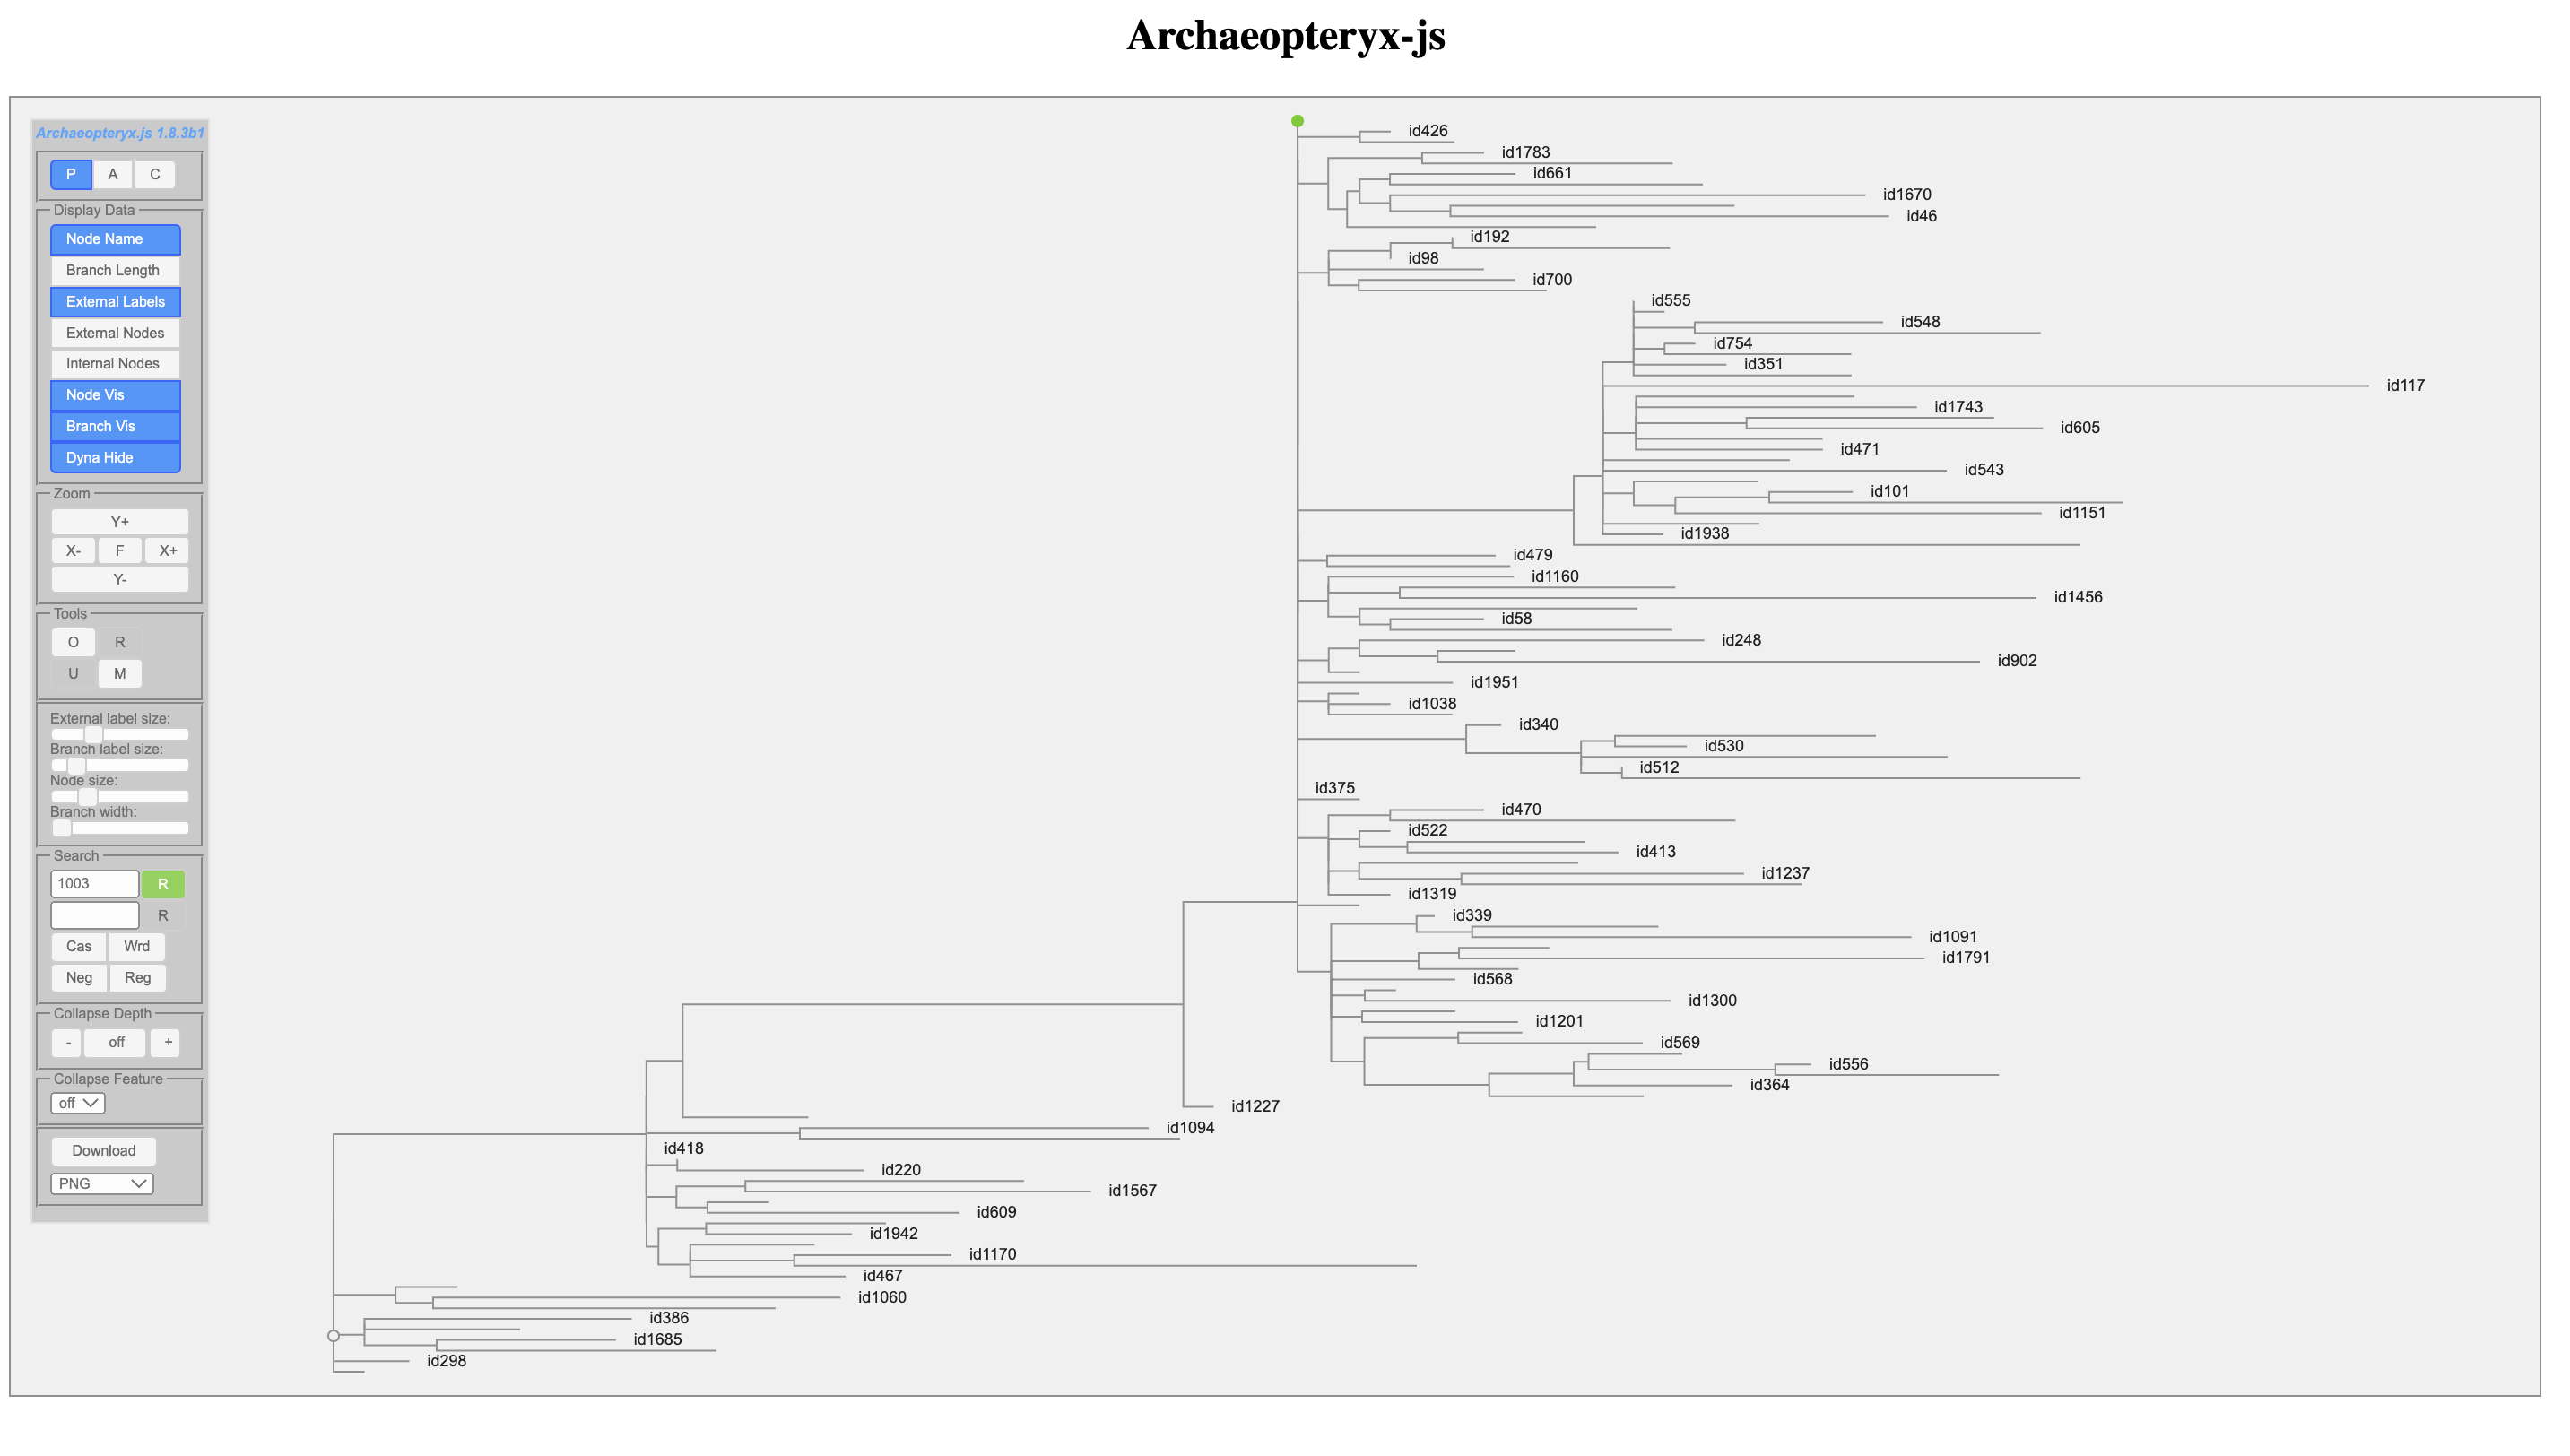 Archaeopteryx-js
Archaeopteryx.js 1.8.3b1
P A C
Display Data
Node Name
Branch Length
External Labels
External Nodes
Internal Nodes
Node Vis
Branch Vis
Dyna Hide
Zoom
Y+
X- F X+
Y-
Tools
O R
U M
External label size:
Branch label size:
Node size:
Branch width:
Search
1003 R
R
Cas Wrd
Neg Reg
Collapse Depth
- off +
Collapse Feature
off
Download
PNG
id426
id1783
id661
id1670
id46
id192
id98
id700
id555
id548
id754
id351
id117
id1743
id605
id471
id543
id101
id1151
id1938
id479
id1160
id1456
id58
id248
id902
id1951
id1038
id340
id530
id512
id375
id470
id522
id413
id1237
id1319
id339
id1091
id1791
id568
id1300
id1201
id569
id556
id364
id1227
id1094
id418
id220
id1567
id609
id1942
id1170
id467
id1060
id386
id1685
id298